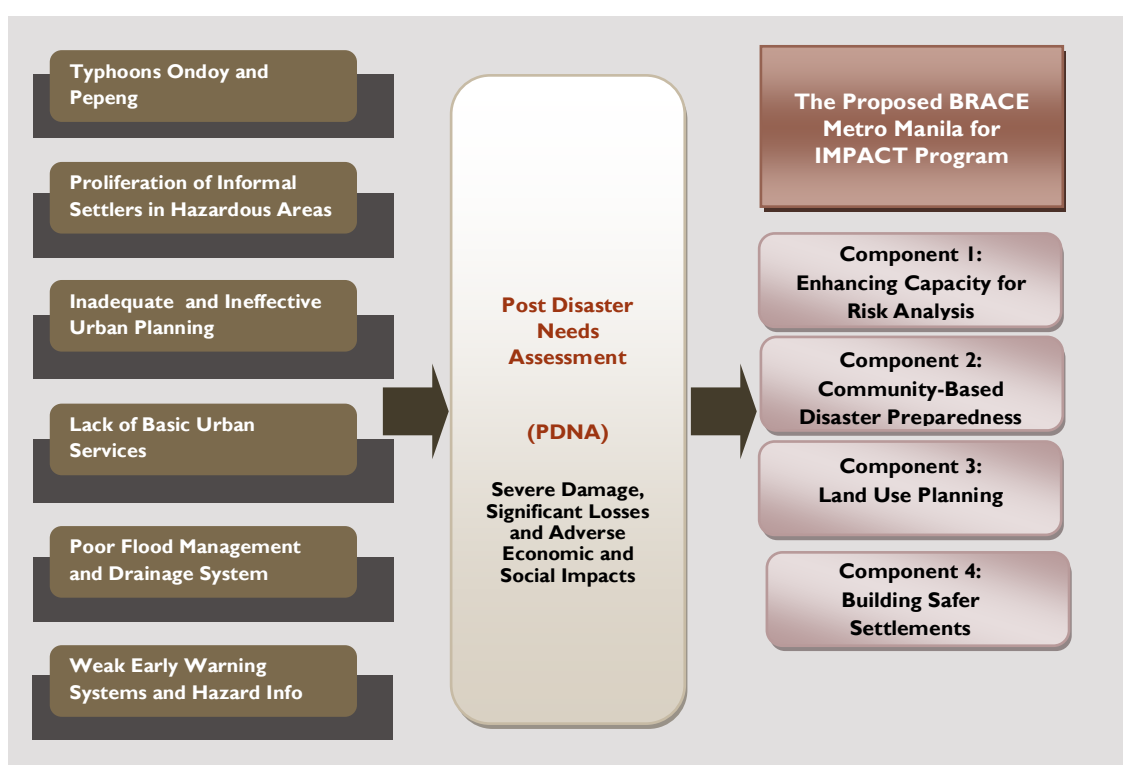 Typhoons Ondoy and
Pepeng
Proliferation of Informal
Settlers in Hazardous Areas
Inadequate and Ineffective
Urban Planning
Lack of Basic Urban
Services
Poor Flood Management
and Drainage System
Weak Early Warning
Systems and Hazard Info
Post Disaster
Needs
Assessment
(PDNA)
Severe Damage,
Significant Losses
and Adverse
Economic and
Social Impacts
The Proposed BRACE
Metro Manila for
IMPACT Program
Component 1:
Enhancing Capacity for
Risk Analysis
Component 2:
Community-Based
Disaster Preparedness
Component 3:
Land Use Planning
Component 4:
Building Safer
Settlements